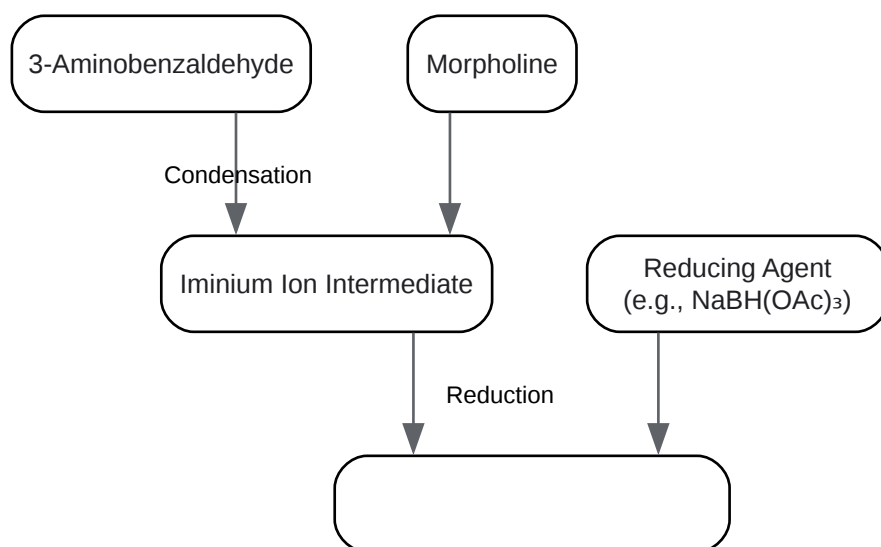 3-Aminobenzaldehyde
Morpholine
Condensation
Iminium Ion Intermediate
Reducing Agent
(e.g., NaBH(OAc)₃)
Reduction